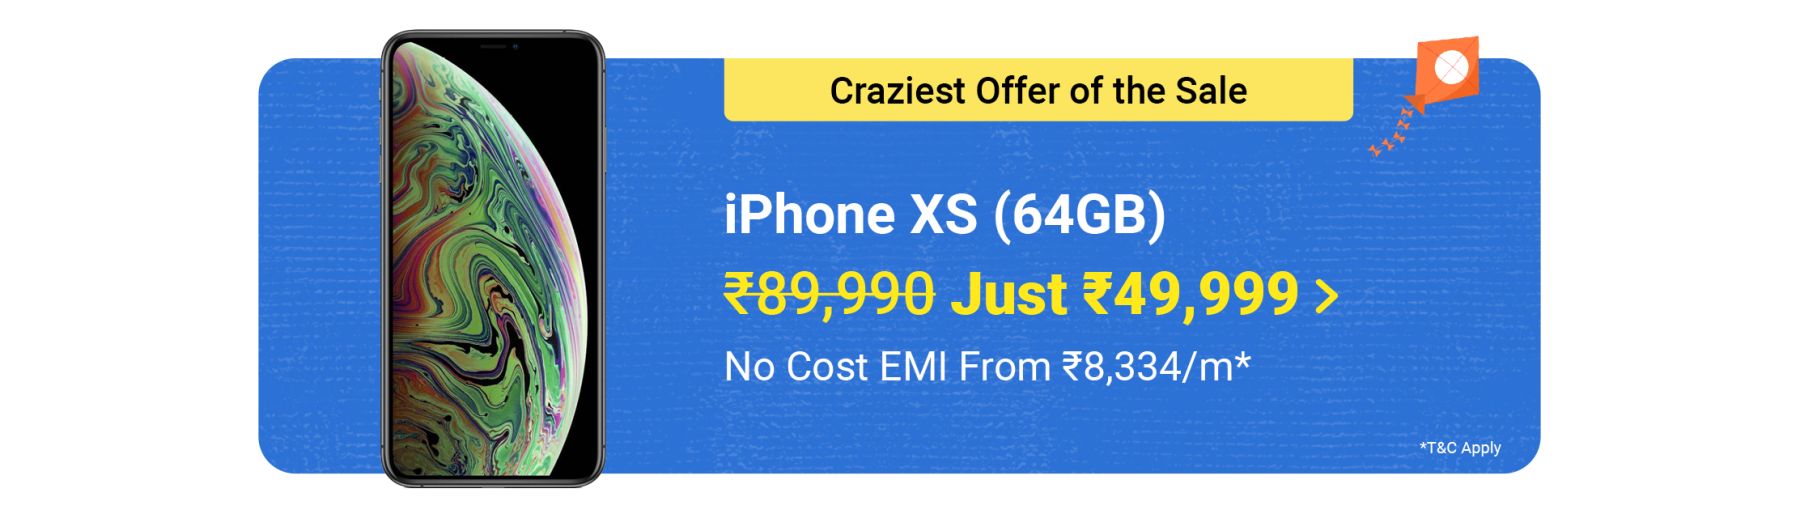 Craziest Offer of the Sale
iPhone XS (64GB)
₹89,990 Just ₹49,999 >
No Cost EMI From ₹8,334/m*
*T&C Apply